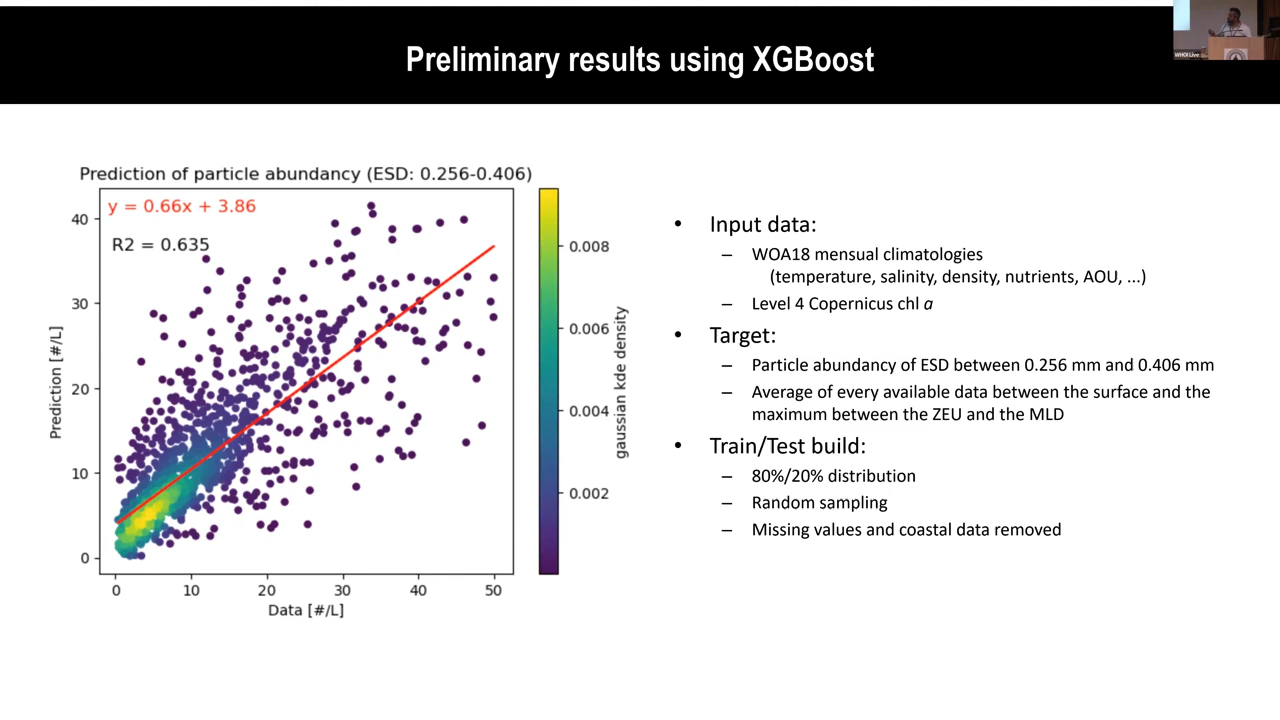 Preliminary results using XGBoost
WHOI Live
Prediction of particle abundancy (ESD: 0.256-0.406)
y = 0.66x + 3.86
R2 = 0.635
40
30
20
10
0
Prediction [#/L]
0 10 20 30 40 50
Data [#/L]
0.008
0.006
0.004
0.002
gaussian kde density
• Input data:
– WOA18 mensual climatologies
(temperature, salinity, density, nutrients, AOU, ...)
– Level 4 Copernicus chl a
• Target:
– Particle abundancy of ESD between 0.256 mm and 0.406 mm
– Average of every available data between the surface and the
maximum between the ZEU and the MLD
• Train/Test build:
– 80%/20% distribution
– Random sampling
– Missing values and coastal data removed